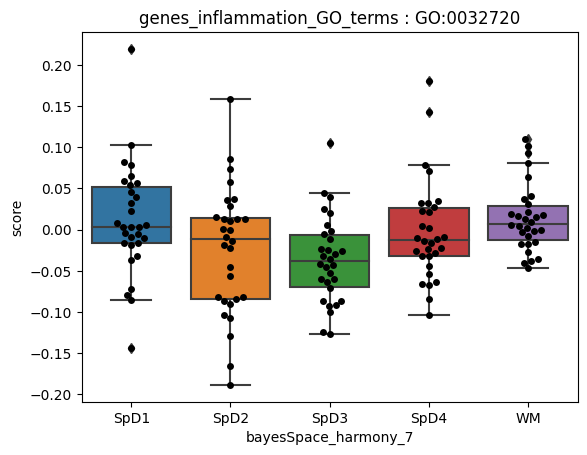 genes_inflammation_GO_terms : GO:0032720
score
0.20
0.15
0.10
0.05
0.00
−0.05
−0.10
−0.15
−0.20
SpD1 SpD2 SpD3 SpD4 WM
bayesSpace_harmony_7